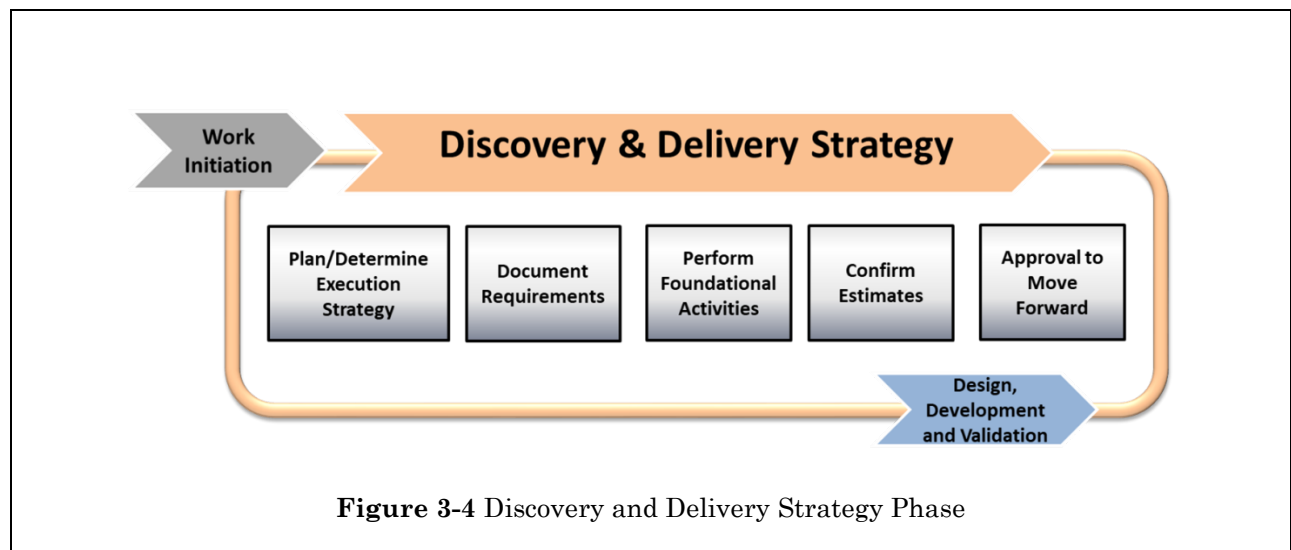 Work
Initiation
Discovery & Delivery Strategy
Plan/Determine
Execution
Strategy
Document
Requirements
Perform
Foundational
Activities
Confirm
Estimates
Approval to
Move
Forward
Design,
Development
and Validation
Figure 3-4 Discovery and Delivery Strategy Phase